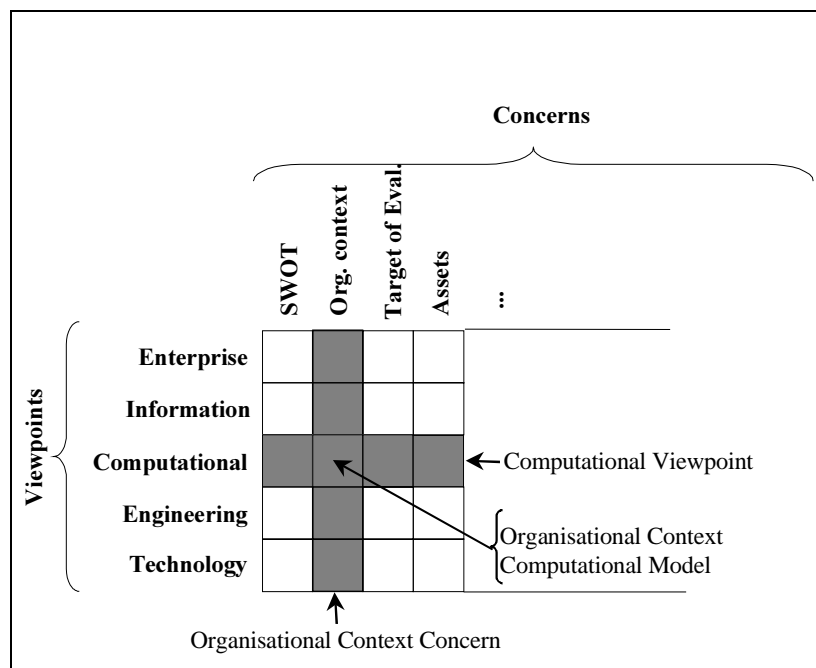 Concerns
SWOT
Org. context
Target of Eval.
Assets
...
Viewpoints
Enterprise
Information
Computational
Engineering
Technology
Computational Viewpoint
Organisational Context
Computational Model
Organisational Context Concern